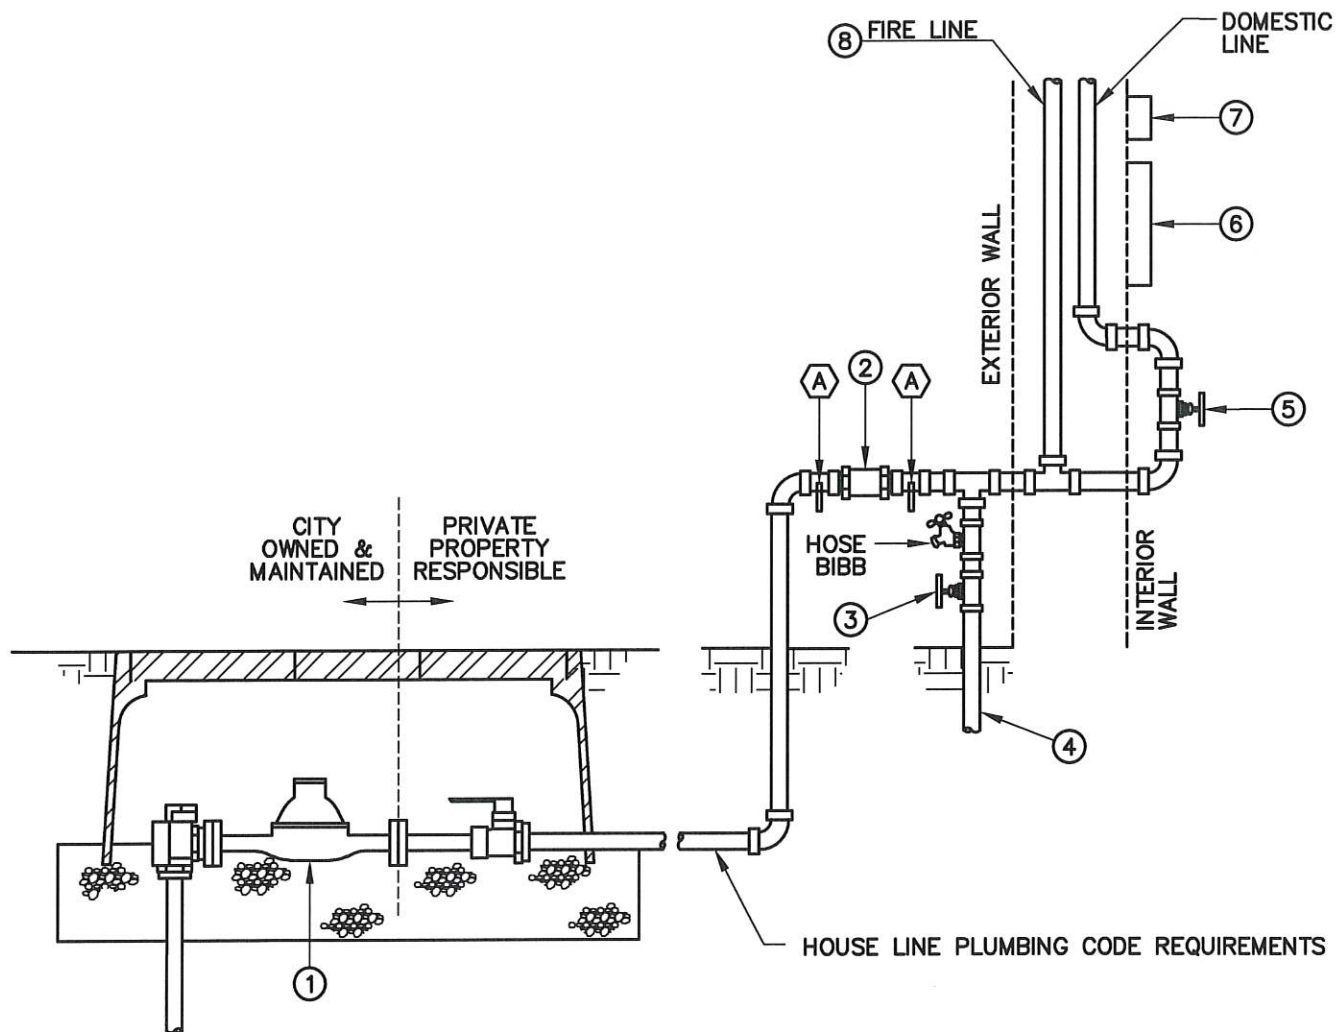 8 FIRE LINE
DOMESTIC
LINE
7
6
EXTERIOR WALL
A
2
A
5
CITY
OWNED &
MAINTAINED
PRIVATE
PROPERTY
RESPONSIBLE
HOSE
BIBB
3
INTERIOR
WALL
4
HOUSE LINE PLUMBING CODE REQUIREMENTS
1